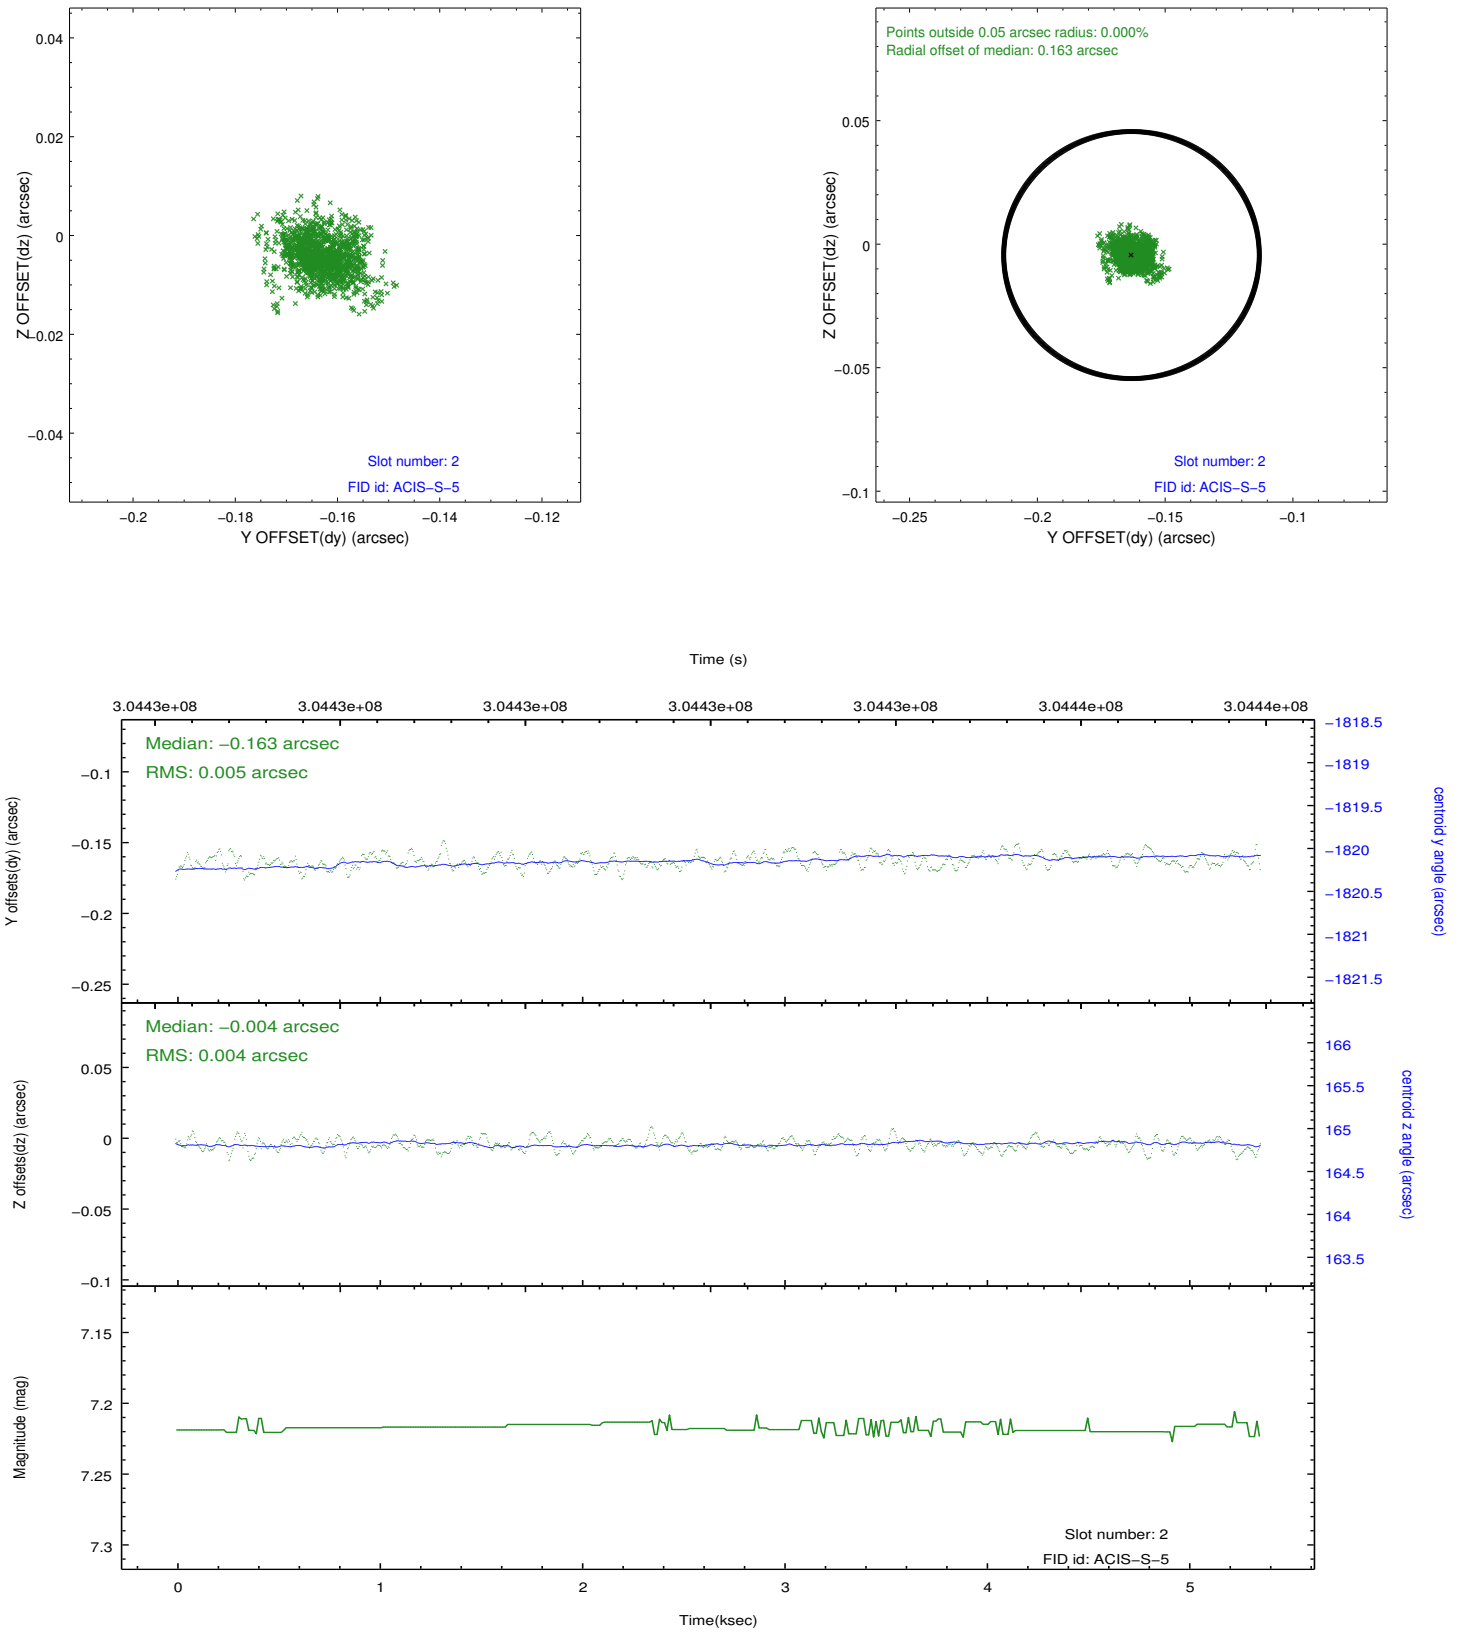 0.04
0.02
0
−0.02
−0.04
Z OFFSET(dz) (arcsec)
Slot number: 2
FID id: ACIS−S−5
−0.2
−0.18
−0.16
−0.14
−0.12
Y OFFSET(dy) (arcsec)
Points outside 0.05 arcsec radius: 0.000%
Radial offset of median: 0.163 arcsec
0.05
0
−0.05
−0.1
Z OFFSET(dz) (arcsec)
Slot number: 2
FID id: ACIS−S−5
−0.25
−0.2
−0.15
−0.1
Y OFFSET(dy) (arcsec)
Time (s)
3.0443e+08
3.0443e+08
3.0443e+08
3.0443e+08
3.0443e+08
3.0444e+08
3.0444e+08
Median: −0.163 arcsec
RMS: 0.005 arcsec
−0.1
−0.15
−0.2
−0.25
Y offsets(dy) (arcsec)
−1818.5
−1819
−1819.5
−1820
−1820.5
−1821
−1821.5
centroid y angle (arcsec)
Median: −0.004 arcsec
RMS: 0.004 arcsec
0.05
0
−0.05
−0.1
Z offsets(dz) (arcsec)
166
165.5
165
164.5
164
163.5
centroid z angle (arcsec)
7.15
7.2
7.25
7.3
Magnitude (mag)
Slot number: 2
FID id: ACIS−S−5
0
1
2
3
4
5
Time(ksec)